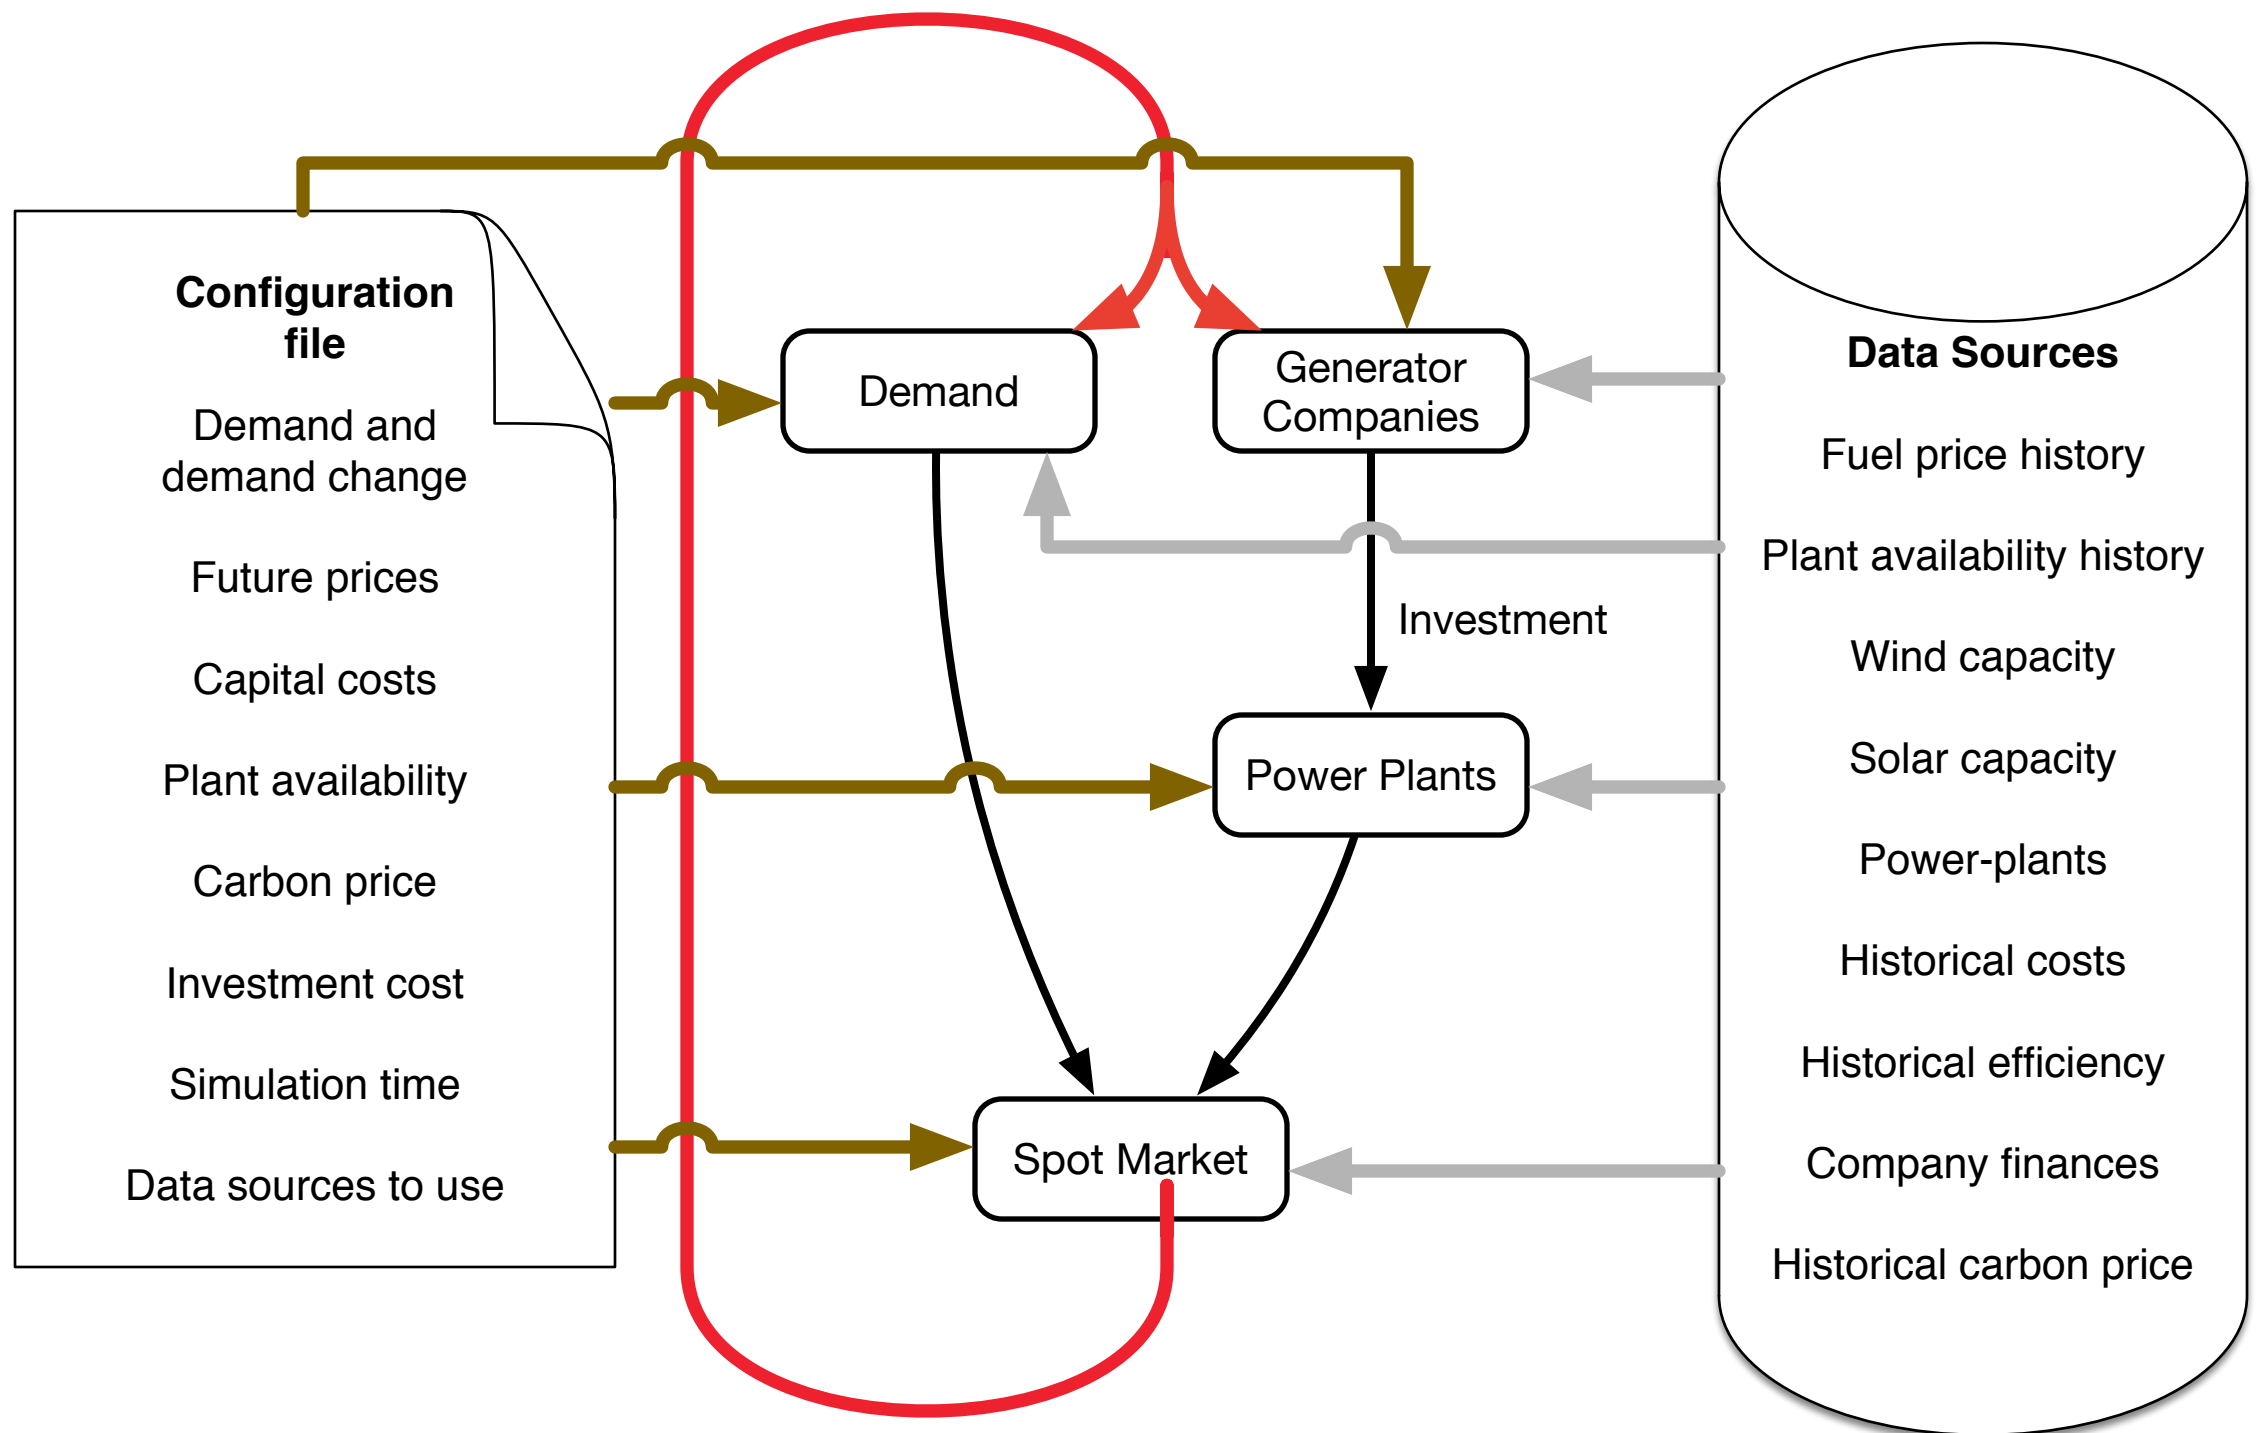 Configuration
file
Demand and
demand change
Future prices
Capital costs
Plant availability
Carbon price
Investment cost
Simulation time
Data sources to use
Demand
Generator
Companies
Investment
Power Plants
Spot Market
Data Sources
Fuel price history
Plant availability history
Wind capacity
Solar capacity
Power-plants
Historical costs
Historical efficiency
Company finances
Historical carbon price